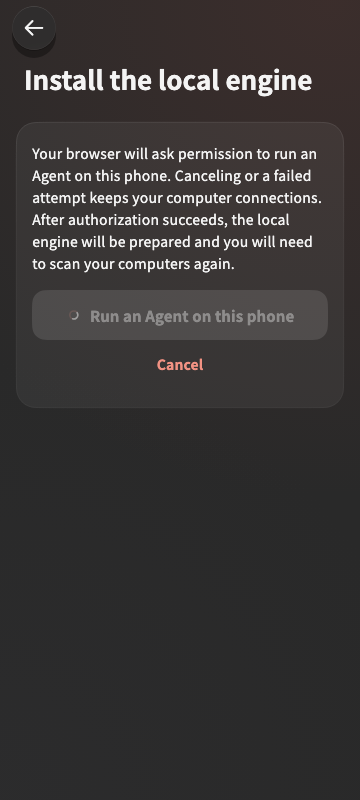 Install the local engine
Your browser will ask permission to run an
Agent on this phone. Canceling or a failed
attempt keeps your computer connections.
After authorization succeeds, the local
engine will be prepared and you will need
to scan your computers again.
Run an Agent on this phone
Cancel